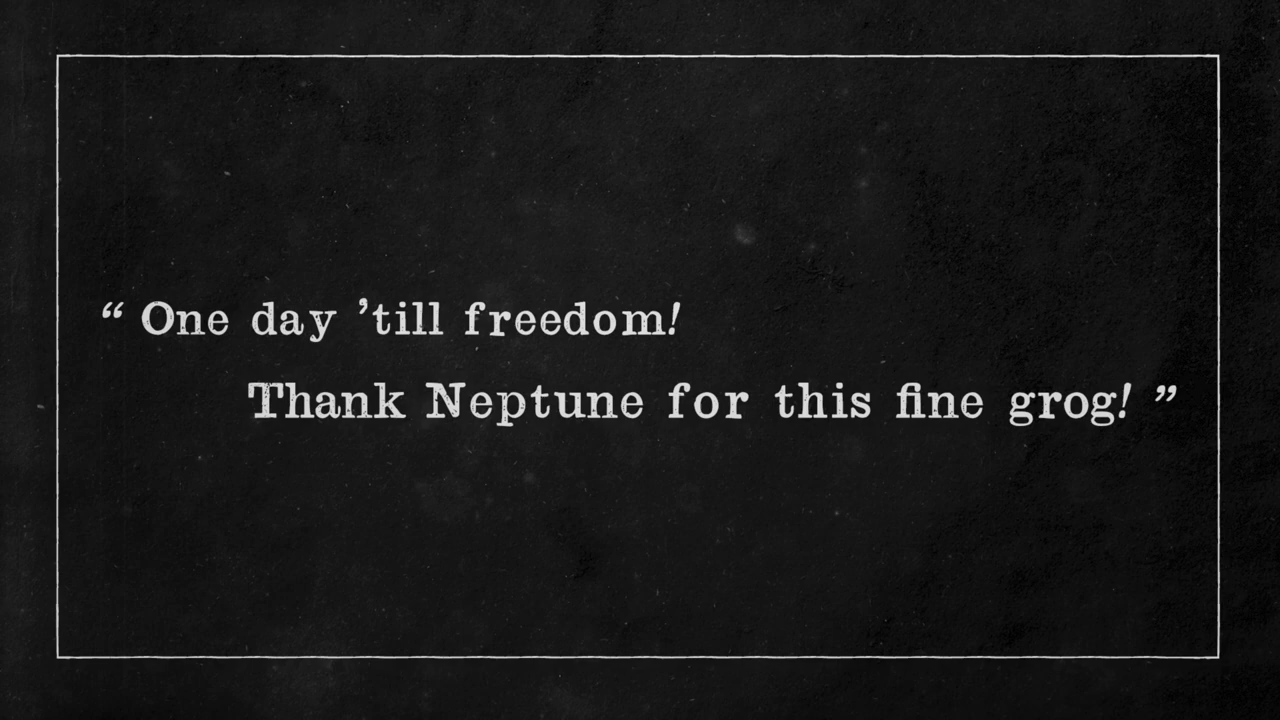 “ One day ’till freedom!
Thank Neptune for this fine grog! ”